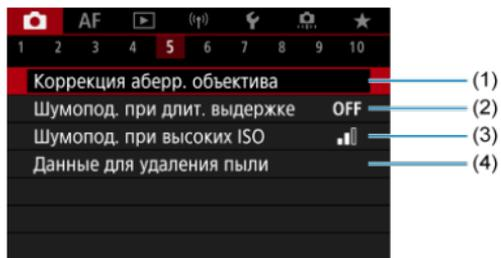 AF
1 2 3 4 5 6 7 8 9 10
Коррекция аберр. объектива (1)
Шумопод. при длит. выдержке OFF (2)
Шумопод. при высоких ISO (3)
Данные для удаления пыли (4)